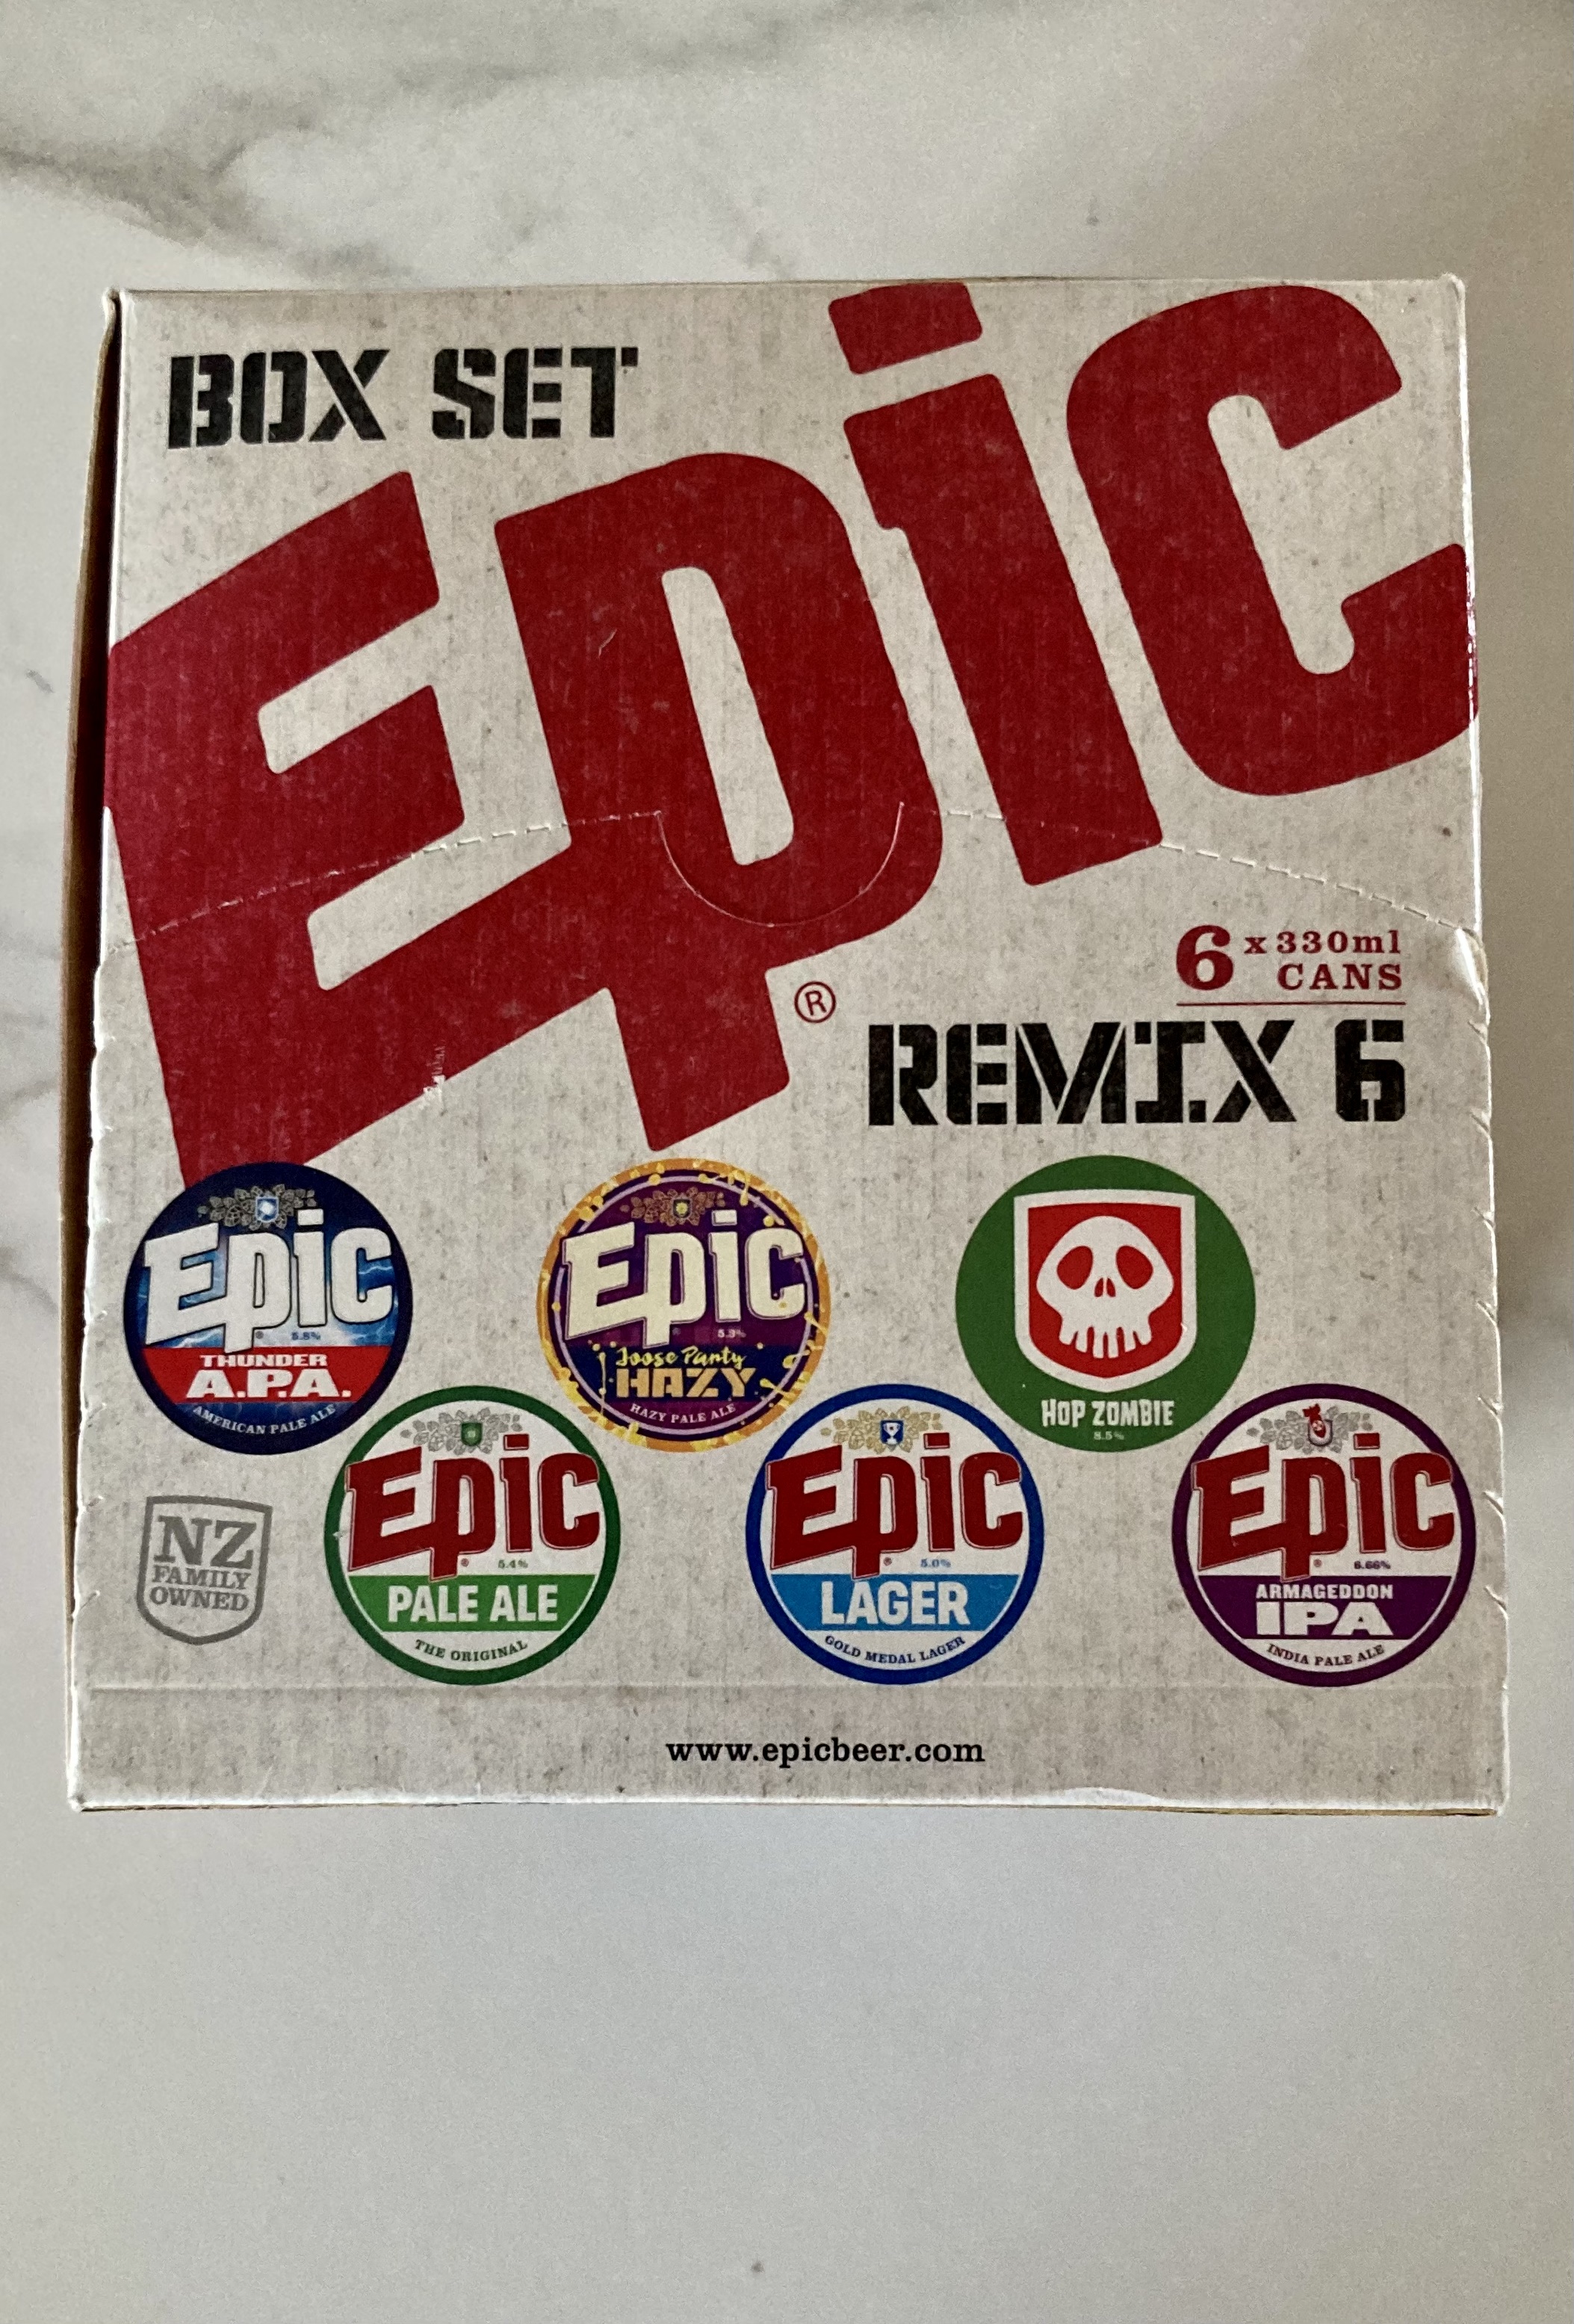 BOX SET
Epic
®
6 x 330ml
CANS
REMIX 6
Epic
® 5.8%
THUNDER
A.P.A.
AMERICAN PALE ALE
Epic
5.3%
Joose Party
HAZY
HAZY PALE ALE
HOP ZOMBIE
8.5%
NZ
FAMILY
OWNED
Epic
® 5.4%
PALE ALE
THE ORIGINAL
Epic
® 5.0%
LAGER
GOLD MEDAL LAGER
Epic
® 6.66%
ARMAGEDDON
IPA
INDIA PALE ALE
www.epicbeer.com